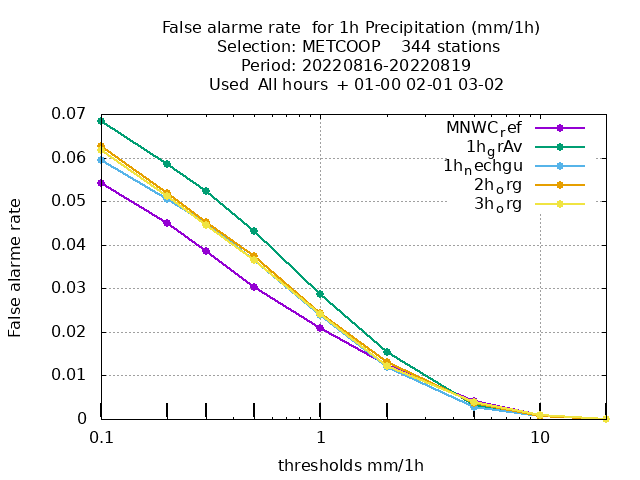 False alarme rate  for 1h Precipitation (mm/1h)
Selection: METCOOP    344 stations
Period: 20220816-20220819
Used  All hours  + 01-00 02-01 03-02
MNWC_ref
1h_grAv
1h_nechgu
2h_org
3h_org
False alarme rate
0.07
0.06
0.05
0.04
0.03
0.02
0.01
0
0.1 1 10
thresholds mm/1h